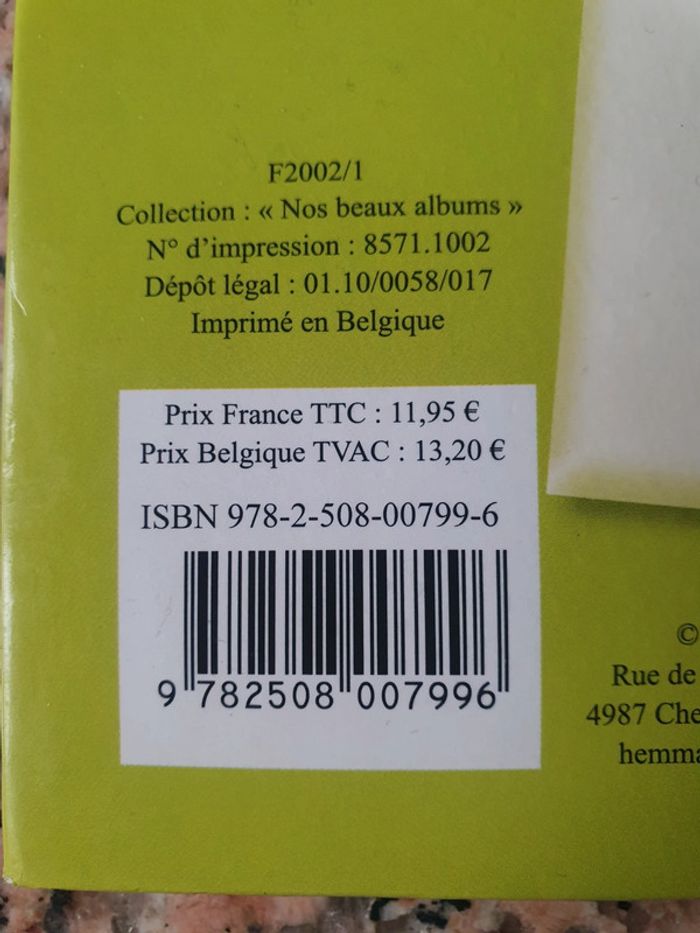 F2002/1
Collection : « Nos beaux albums »
N° d'impression : 8571.1002
Dépôt légal : 01.10/0058/017
Imprimé en Belgique
Prix France TTC : 11,95 €
Prix Belgique TVAC : 13,20 €
ISBN 978-2-508-00799-6
9 782508 007996
©
Rue de
4987 Che
hemma